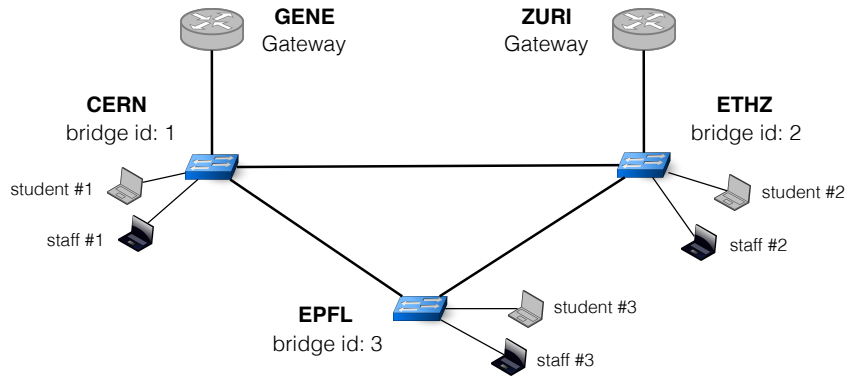 GENE
Gateway
ZURI
Gateway
CERN
bridge id: 1
ETHZ
bridge id: 2
student #1
staff #1
student #2
staff #2
EPFL
bridge id: 3
student #3
staff #3